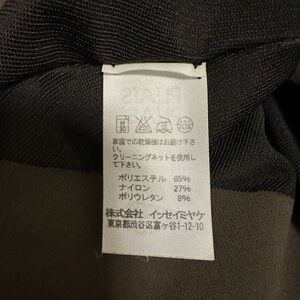 家庭での乾燥機はお避け下さ
い。
クリーニングネットを使用し
て下さい。
ポリエステル 65%
ナイロン 27%
ポリウレタン 8%
株式会社 イッセイミヤケ
東京都渋谷区富ヶ谷1-12-10